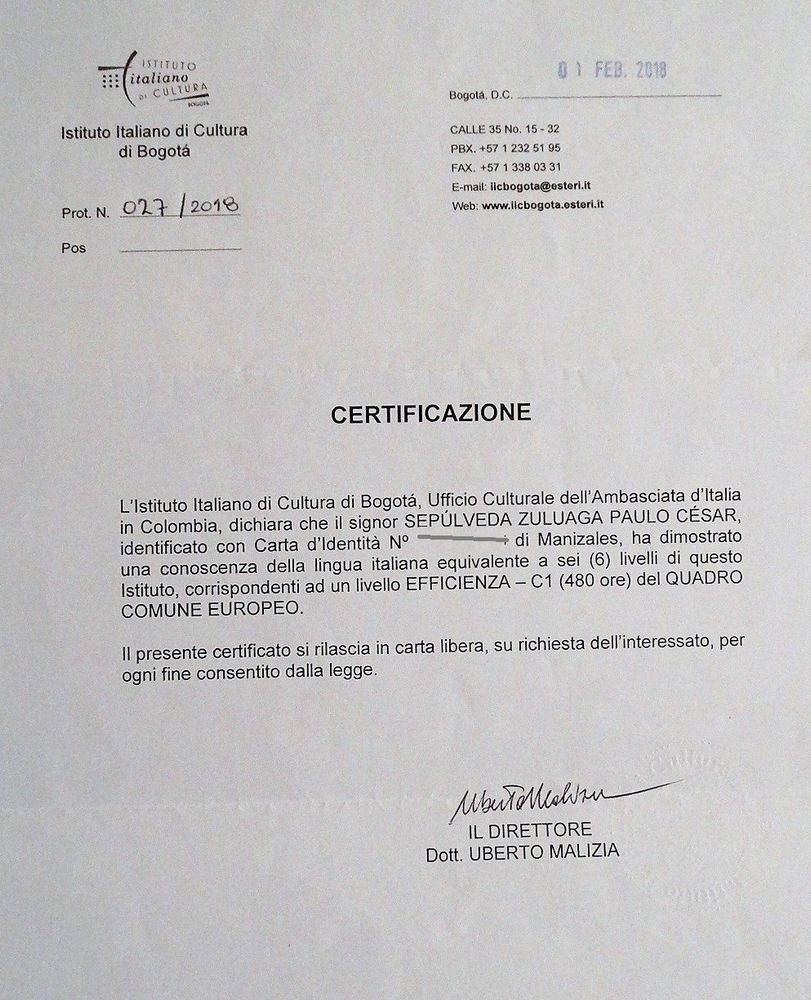 ISTITUTO
italiano
DI CULTURA
BOGOTÁ
Istituto Italiano di Cultura
di Bogotá
Prot. N. 027/2018
Pos
01 FEB. 2018
Bogotá, D.C.
CALLE 35 No. 15 - 32
PBX. +57 1 232 51 95
FAX. +57 1 338 03 31
E-mail: iicbogota@esteri.it
Web: www.iicbogota.esteri.it
CERTIFICAZIONE
L'Istituto Italiano di Cultura di Bogotá, Ufficio Culturale dell'Ambasciata d'Italia
in Colombia, dichiara che il signor SEPÚLVEDA ZULUAGA PAULO CÉSAR,
identificato con Carta d'Identità Nº di Manizales, ha dimostrato
una conoscenza della lingua italiana equivalente a sei (6) livelli di questo
Istituto, corrispondenti ad un livello EFFICIENZA – C1 (480 ore) del QUADRO
COMUNE EUROPEO.
Il presente certificato si rilascia in carta libera, su richiesta dell'interessato, per
ogni fine consentito dalla legge.
Uberto Malizia
IL DIRETTORE
Dott. UBERTO MALIZIA